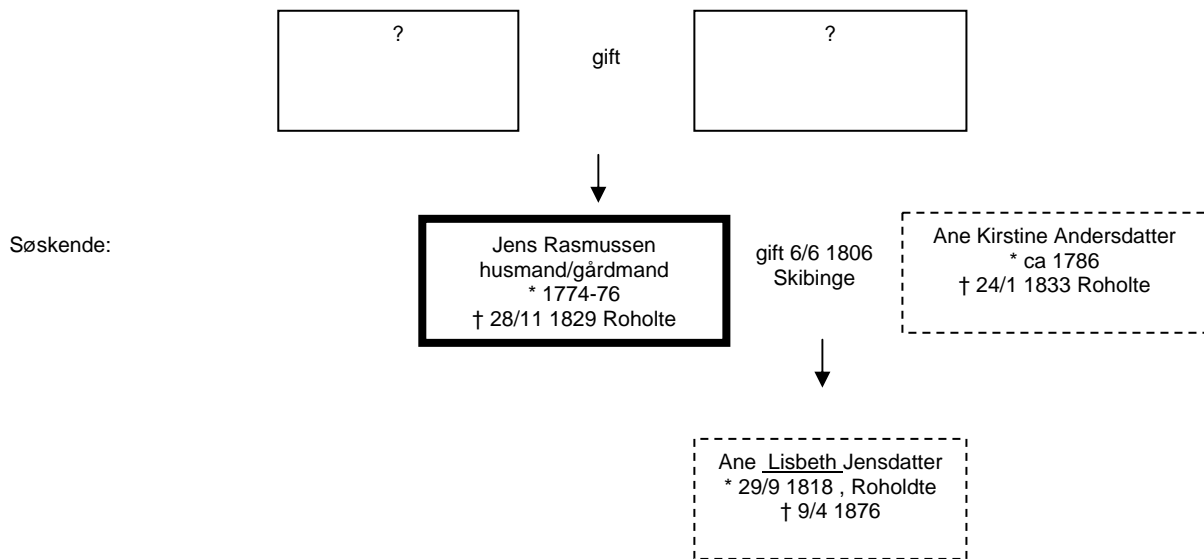 ?
gift
?
Søskende:
Jens Rasmussen
husmand/gårdmand
* 1774-76
† 28/11 1829 Roholte
gift 6/6 1806
Skibinge
Ane Kirstine Andersdatter
* ca 1786
† 24/1 1833 Roholte
Ane Lisbeth Jensdatter
* 29/9 1818 , Roholdte
† 9/4 1876